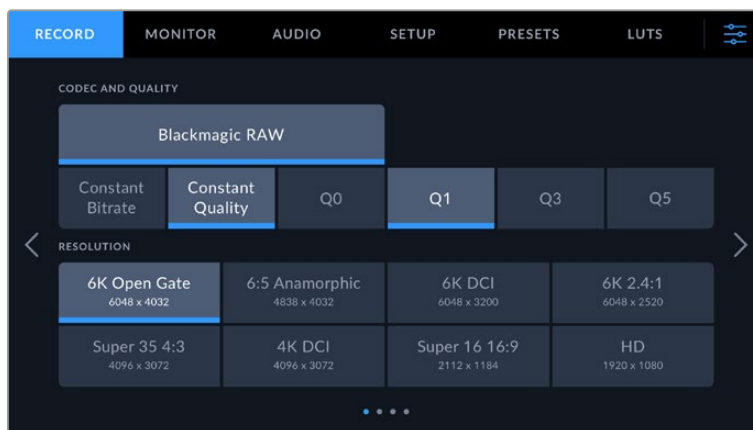 RECORD MONITOR AUDIO SETUP PRESETS LUTS
CODEC AND QUALITY
Blackmagic RAW
Constant Bitrate Constant Quality Q0 Q1 Q3 Q5
RESOLUTION
6K Open Gate 6:5 Anamorphic 6K DCI 6K 2.4:1
6048 x 4032 4838 x 4032 6048 x 3200 6048 x 2520
Super 35 4:3 4K DCI Super 16 16:9 HD
4096 x 3072 4096 x 3072 2112 x 1184 1920 x 1080